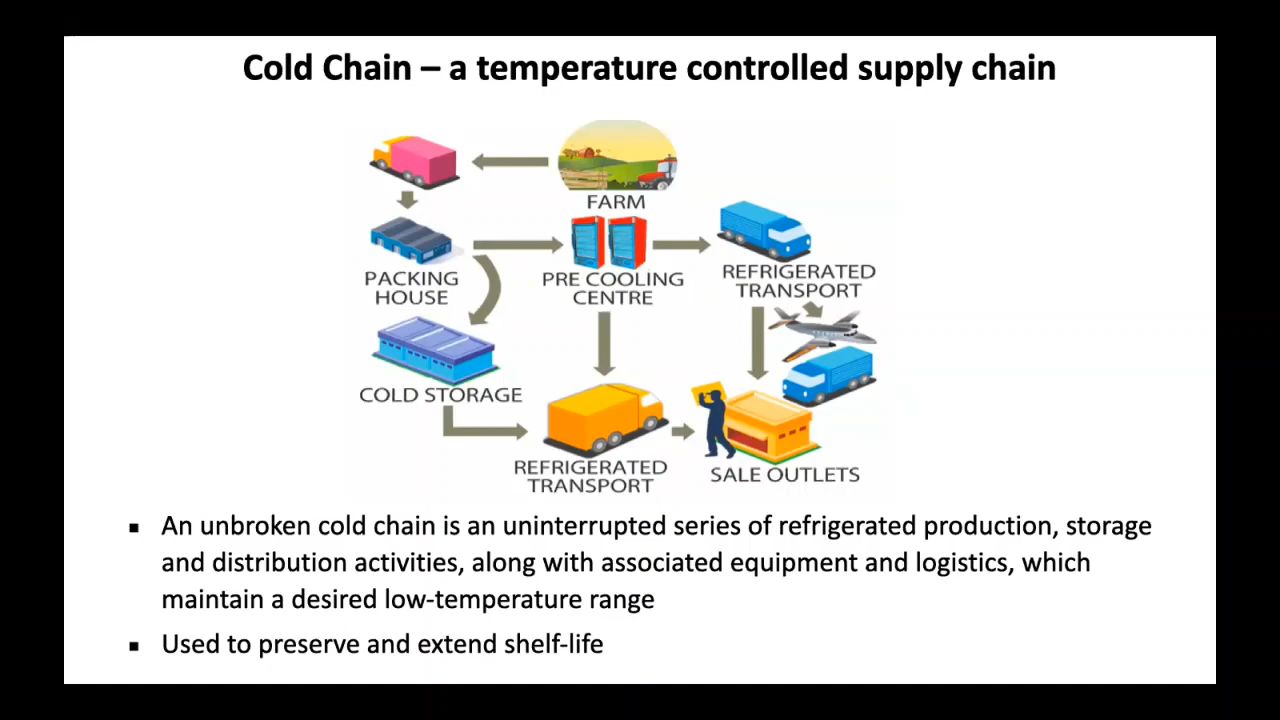 Cold Chain – a temperature controlled supply chain
FARM
PACKING
HOUSE
PRE COOLING
CENTRE
REFRIGERATED
TRANSPORT
COLD STORAGE
REFRIGERATED
TRANSPORT
SALE OUTLETS
▪ An unbroken cold chain is an uninterrupted series of refrigerated production, storage
and distribution activities, along with associated equipment and logistics, which
maintain a desired low-temperature range
▪ Used to preserve and extend shelf-life